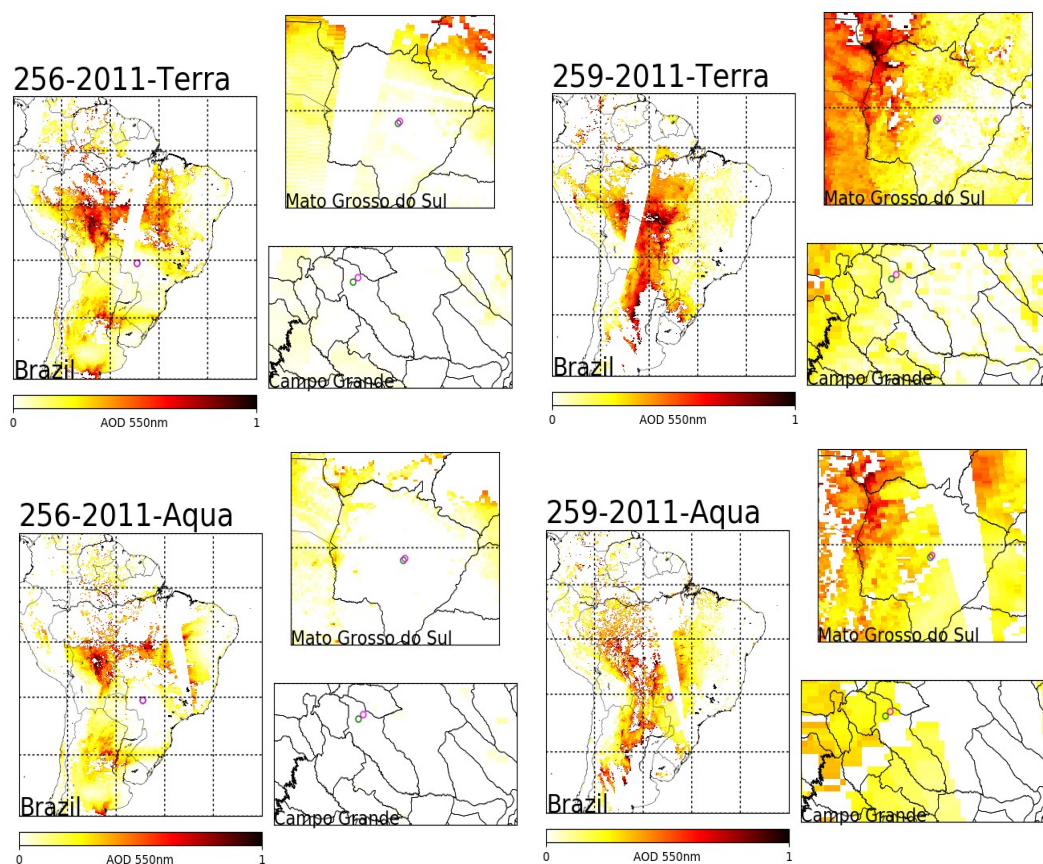 256-2011-Terra
Mato Grosso do Sul
Brazil
Campo Grande
0 AOD 550nm 1
259-2011-Terra
Mato Grosso do Sul
Brazil
Campo Grande
0 AOD 550nm 1
256-2011-Aqua
Mato Grosso do Sul
Brazil
Campo Grande
0 AOD 550nm 1
259-2011-Aqua
Mato Grosso do Sul
Brazil
Campo Grande
0 AOD 550nm 1